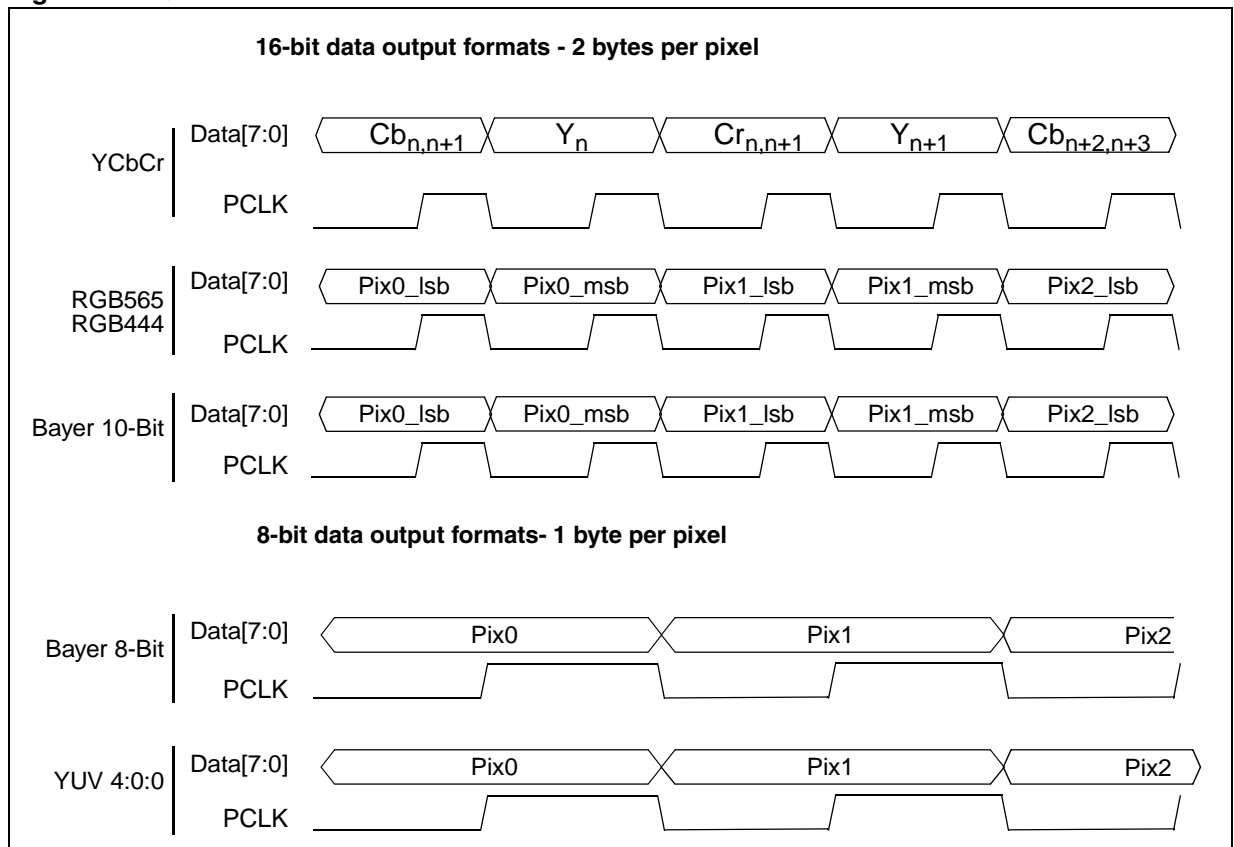 16-bit data output formats - 2 bytes per pixel
YCbCr
Data[7:0] Cbn,n+1 Yn Crn,n+1 Yn+1 Cbn+2,n+3
PCLK
RGB565
RGB444
Data[7:0] Pix0_lsb Pix0_msb Pix1_lsb Pix1_msb Pix2_lsb
PCLK
Bayer 10-Bit
Data[7:0] Pix0_lsb Pix0_msb Pix1_lsb Pix1_msb Pix2_lsb
PCLK
8-bit data output formats- 1 byte per pixel
Bayer 8-Bit
Data[7:0] Pix0 Pix1 Pix2
PCLK
YUV 4:0:0
Data[7:0] Pix0 Pix1 Pix2
PCLK